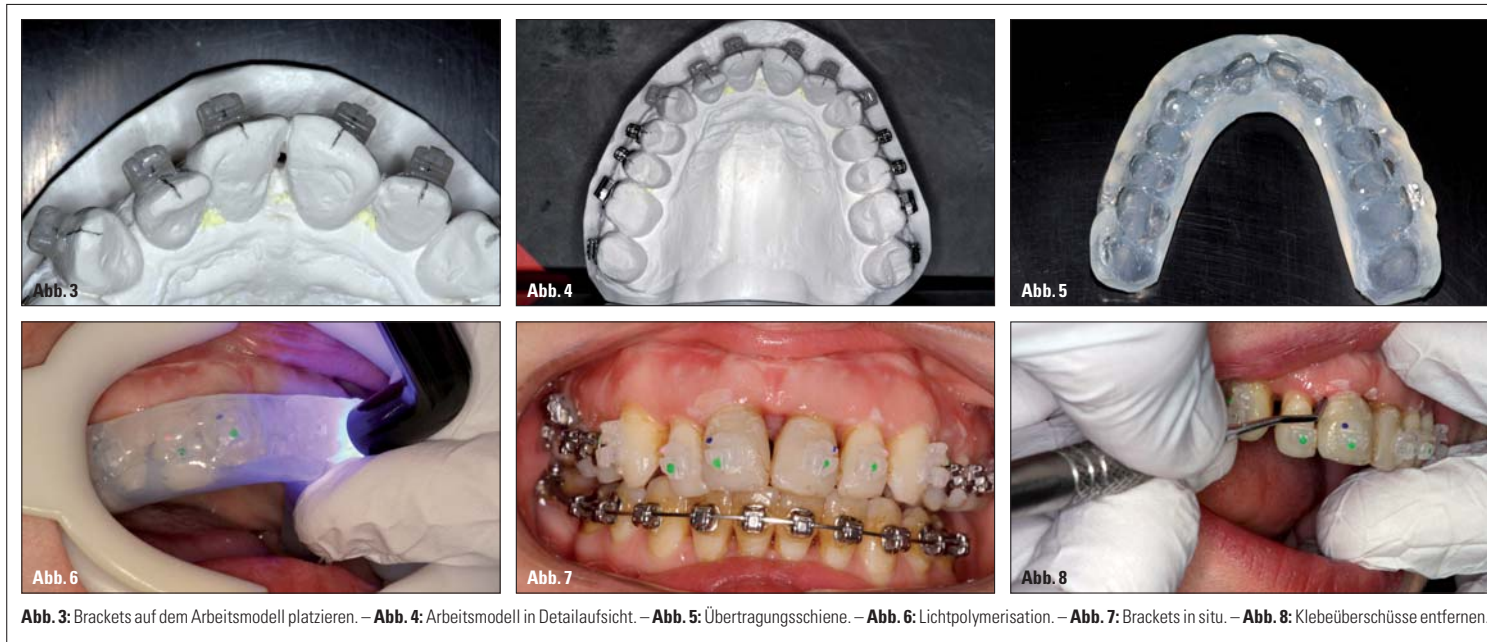 Abb. 3
Abb. 4
Abb. 5
Abb. 6
Abb. 7
Abb. 8
Abb. 3: Brackets auf dem Arbeitsmodell platzieren. – Abb. 4: Arbeitsmodell in Detailaufsicht. – Abb. 5: Übertragungsschiene. – Abb. 6: Lichtpolymerisation. – Abb. 7: Brackets in situ. – Abb. 8: Klebeüberschüsse entfernen.